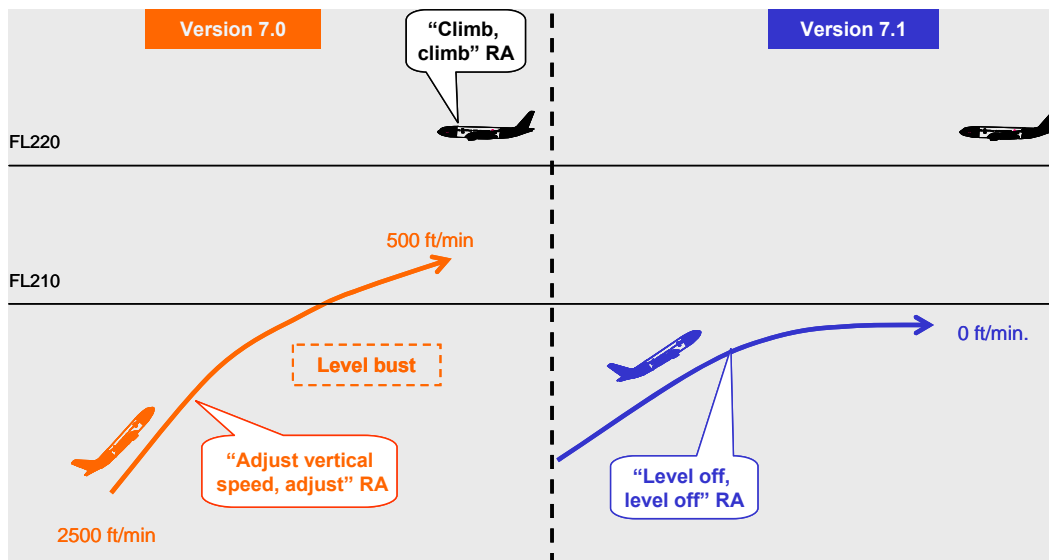 Version 7.0
“Climb,
climb” RA
Version 7.1
FL220
500 ft/min
FL210
0 ft/min.
Level bust
“Adjust vertical
speed, adjust” RA
“Level off,
level off” RA
2500 ft/min